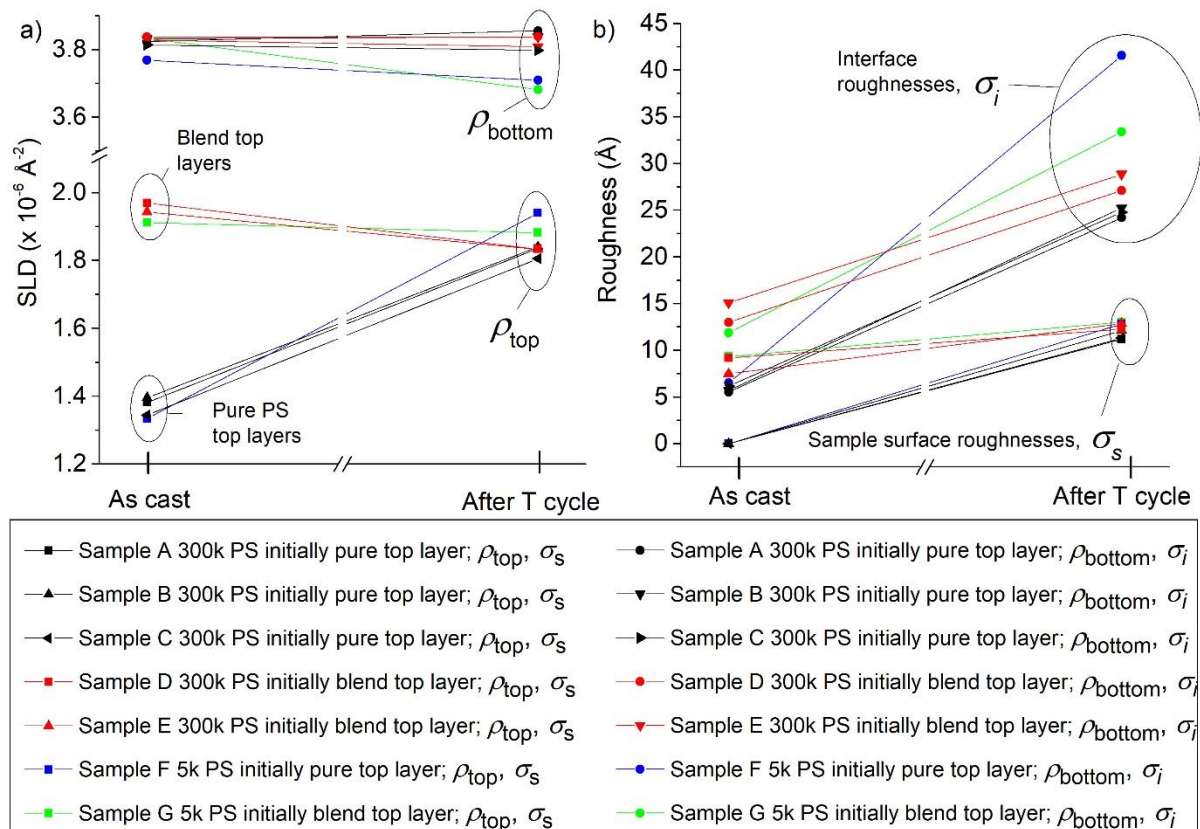 a)
3.8
3.6
2.0
1.8
1.6
1.4
1.2
SLD (x 10⁻⁶ Å⁻²)
Blend top
layers
ρbottom
ρtop
Pure PS
top layers
As cast
After T cycle
b)
45
40
35
30
25
20
15
10
5
0
Roughness (Å)
Interface
roughnesses, σi
Sample surface roughnesses, σs
As cast
After T cycle
Sample A 300k PS initially pure top layer; ρtop, σs
Sample B 300k PS initially pure top layer; ρtop, σs
Sample C 300k PS initially pure top layer; ρtop, σs
Sample D 300k PS initially blend top layer; ρtop, σs
Sample E 300k PS initially blend top layer; ρtop, σs
Sample F 5k PS initially pure top layer; ρtop, σs
Sample G 5k PS initially blend top layer; ρtop, σs
Sample A 300k PS initially pure top layer; ρbottom, σi
Sample B 300k PS initially pure top layer; ρbottom, σi
Sample C 300k PS initially pure top layer; ρbottom, σi
Sample D 300k PS initially blend top layer; ρbottom, σi
Sample E 300k PS initially blend top layer; ρbottom, σi
Sample F 5k PS initially pure top layer; ρbottom, σi
Sample G 5k PS initially blend top layer; ρbottom, σi